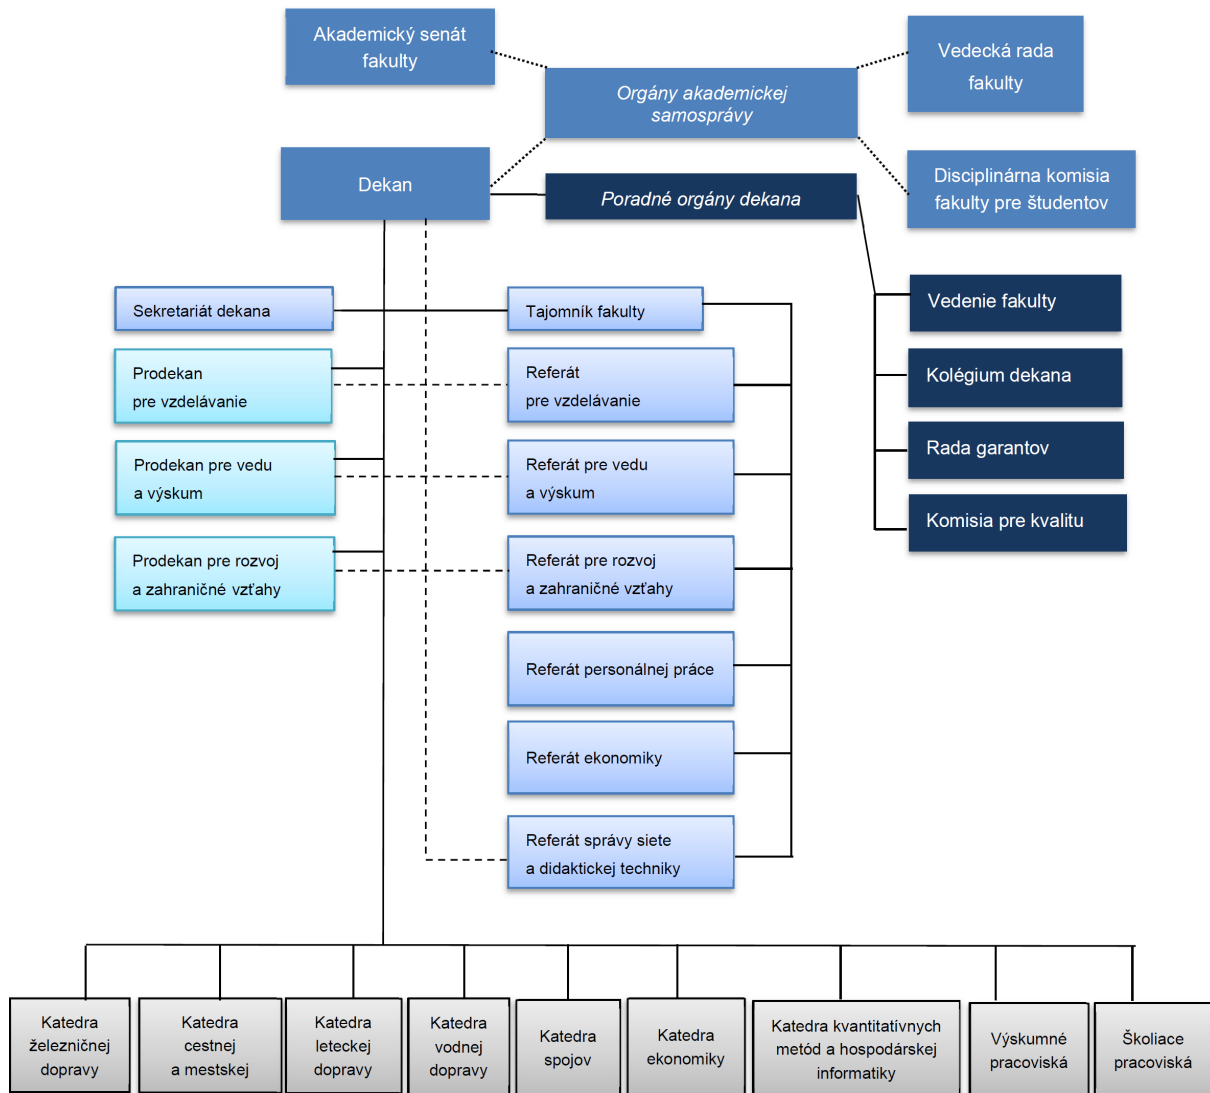 Akademický senát
fakulty
Vedecká rada
fakulty
Orgány akademickej
samosprávy
Dekan
Poradné orgány dekana
Disciplinárna komisia
fakulty pre študentov
Sekretariát dekana
Tajomník fakulty
Vedenie fakulty
Prodekan
pre vzdelávanie
Referát
pre vzdelávanie
Kolégium dekana
Prodekan pre vedu
a výskum
Referát pre vedu
a výskum
Rada garantov
Komisia pre kvalitu
Prodekan pre rozvoj
a zahraničné vzťahy
Referát pre rozvoj
a zahraničné vzťahy
Referát personálnej práce
Referát ekonomiky
Referát správy siete
a didaktickej techniky
Katedra
železničnej
dopravy
Katedra
cestnej
a mestskej
Katedra
leteckej
dopravy
Katedra
vodnej
dopravy
Katedra
spojov
Katedra
ekonomiky
Katedra kvantitatívnych
metód a hospodárskej
informatiky
Výskumné
pracoviská
Školiace
pracoviská